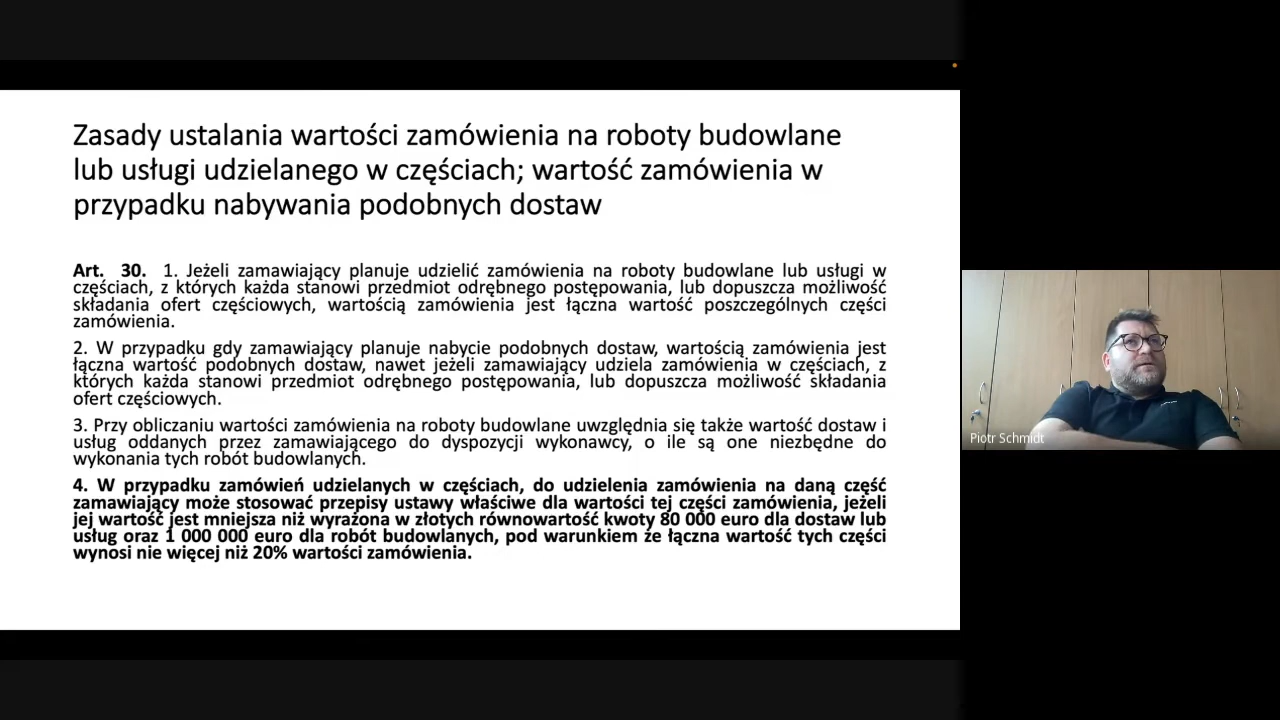 Zasady ustalania wartości zamówienia na roboty budowlane
lub usługi udzielanego w częściach; wartość zamówienia w
przypadku nabywania podobnych dostaw
Art. 30. 1. Jeżeli zamawiający planuje udzielić zamówienia na roboty budowlane lub usługi w
częściach, z których każda stanowi przedmiot odrębnego postępowania, lub dopuszcza możliwość
składania ofert częściowych, wartością zamówienia jest łączna wartość poszczególnych części
zamówienia.
2. W przypadku gdy zamawiający planuje nabycie podobnych dostaw, wartością zamówienia jest
łączna wartość podobnych dostaw, nawet jeżeli zamawiający udziela zamówienia w częściach, z
których każda stanowi przedmiot odrębnego postępowania, lub dopuszcza możliwość składania
ofert częściowych.
3. Przy obliczaniu wartości zamówienia na roboty budowlane uwzględnia się także wartość dostaw i
usług oddanych przez zamawiającego do dyspozycji wykonawcy, o ile są one niezbędne do
wykonania tych robót budowlanych.
4. W przypadku zamówień udzielanych w częściach, do udzielenia zamówienia na daną część
zamawiający może stosować przepisy ustawy właściwe dla wartości tej części zamówienia, jeżeli
jej wartość jest mniejsza niż wyrażona w złotych równowartość kwoty 80 000 euro dla dostaw lub
usług oraz 1 000 000 euro dla robót budowlanych, pod warunkiem że łączna wartość tych części
wynosi nie więcej niż 20% wartości zamówienia.
Piotr Schmidt